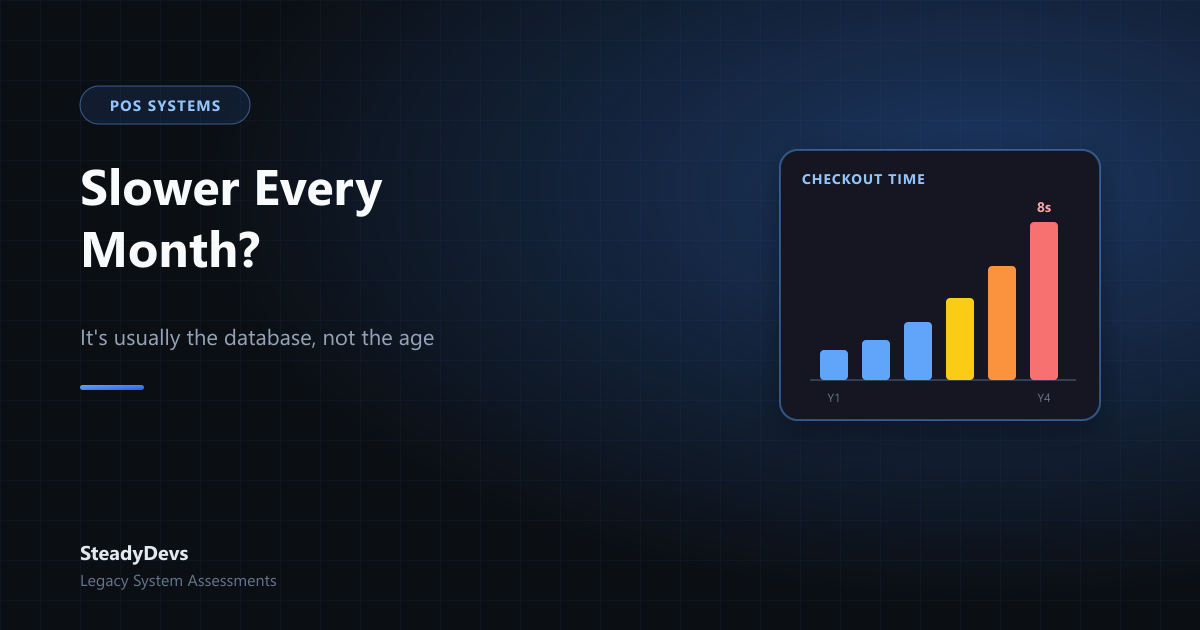 POS SYSTEMS
Slower Every
Month?
It's usually the database, not the age
CHECKOUT TIME
8s
Y1
Y4
SteadyDevs
Legacy System Assessments